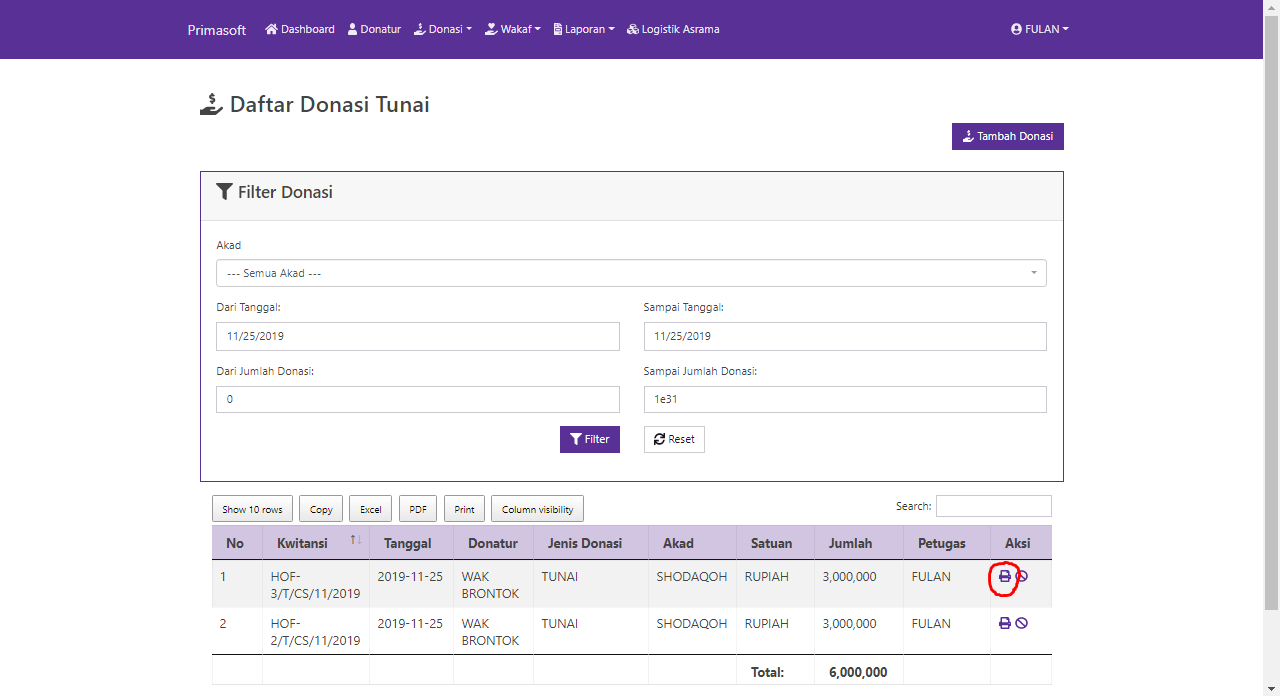 Primasoft Dashboard Donatur Donasi Wakaf Laporan Logistik Asrama FULAN
Daftar Donasi Tunai
Tambah Donasi
Filter Donasi
Akad
--- Semua Akad ---
Dari Tanggal: Sampai Tanggal:
11/25/2019 11/25/2019
Dari Jumlah Donasi: Sampai Jumlah Donasi:
0 1e31
Filter Reset
Show 10 rows Copy Excel PDF Print Column visibility Search:
No Kwitansi Tanggal Donatur Jenis Donasi Akad Satuan Jumlah Petugas Aksi
1 HOF- 2019-11-25 WAK TUNAI SHODAQOH RUPIAH 3,000,000 FULAN
3/T/CS/11/2019 BRONTOK
2 HOF- 2019-11-25 WAK TUNAI SHODAQOH RUPIAH 3,000,000 FULAN
2/T/CS/11/2019 BRONTOK
Total: 6,000,000